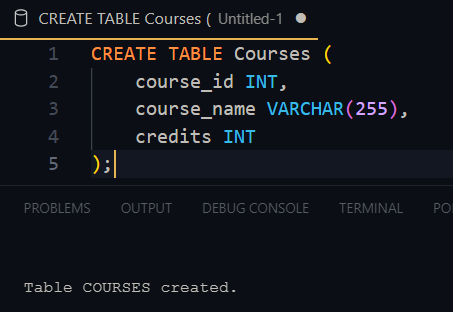 CREATE TABLE Courses ( Untitled-1
1 CREATE TABLE Courses (
2 course_id INT,
3 course_name VARCHAR(255),
4 credits INT
5 );
PROBLEMS OUTPUT DEBUG CONSOLE TERMINAL PO
Table COURSES created.